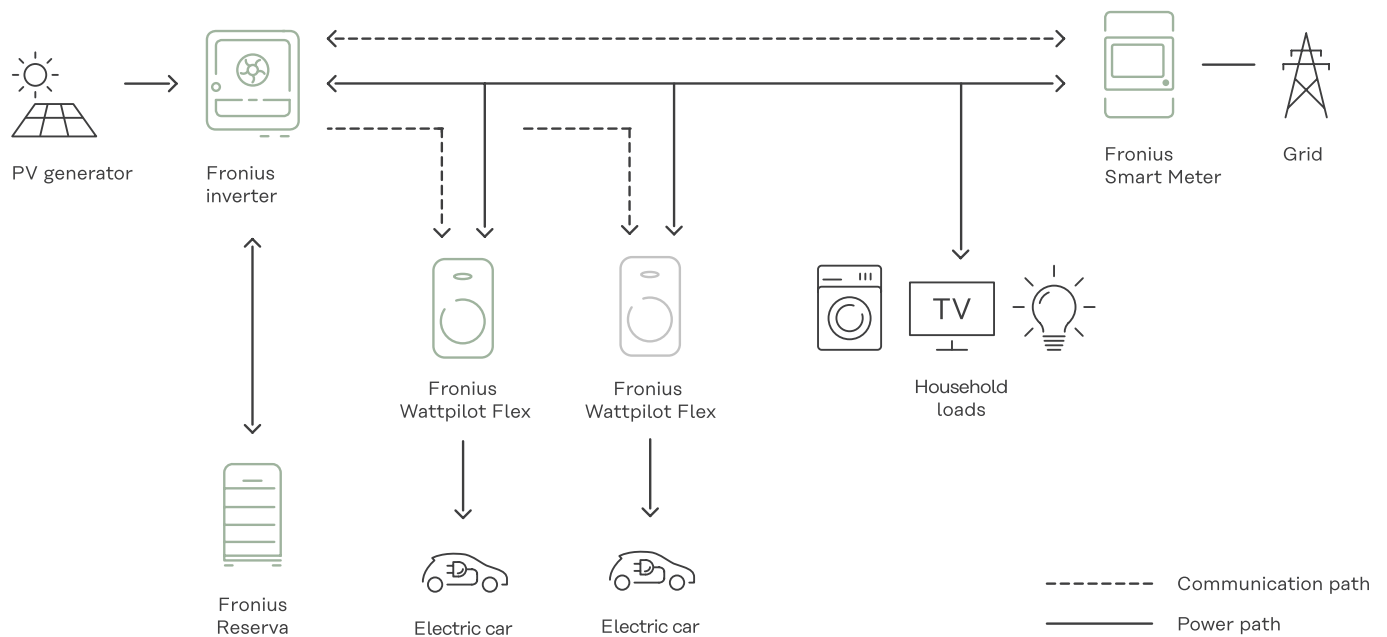 PV generator
Fronius
inverter
Fronius
Smart Meter
Grid
TV
Fronius
Wattpilot Flex
Fronius
Wattpilot Flex
Household
loads
Fronius
Reserva
Electric car
Electric car
Communication path
Power path